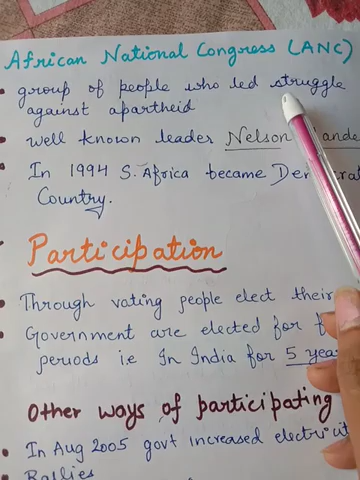 African National Congress (ANC)
group of people who led struggle
against apartheid
well known leader Nelson
In 1994 S. Africa became
Country.
Participation
Through voting people elect their
Government are elected for
periods i.e In India for 5
Other ways of participating
In Aug 2005 govt increased
Rallies